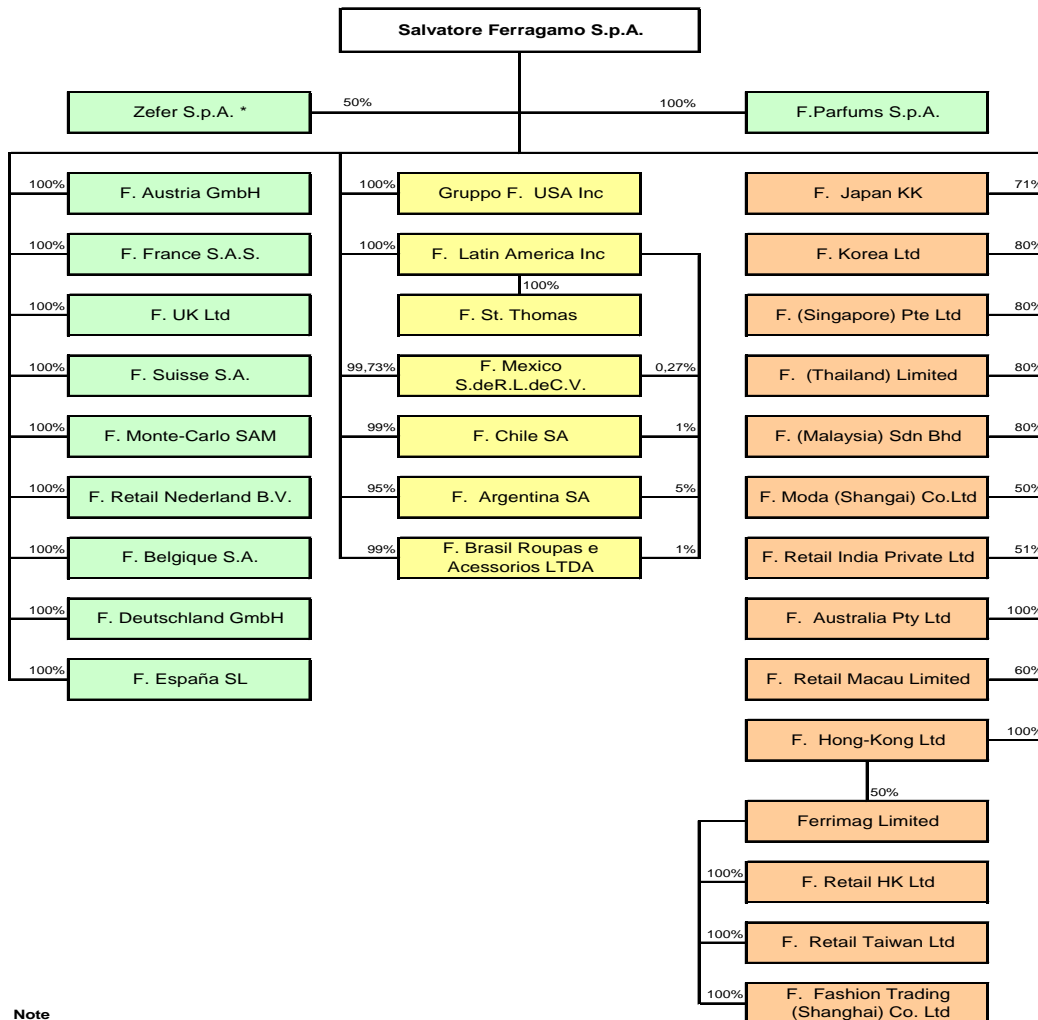 Salvatore Ferragamo S.p.A.
Zefer S.p.A. *
50%
100%
F.Parfums S.p.A.
100%
F. Austria GmbH
100%
Gruppo F. USA Inc
F. Japan KK
71%
100%
F. France S.A.S.
100%
F. Latin America Inc
F. Korea Ltd
80%
100%
100%
F. UK Ltd
F. St. Thomas
F. (Singapore) Pte Ltd
80%
100%
F. Suisse S.A.
99,73%
F. Mexico
S.deR.L.deC.V.
0,27%
F. (Thailand) Limited
80%
100%
F. Monte-Carlo SAM
99%
F. Chile SA
1%
F. (Malaysia) Sdn Bhd
80%
100%
F. Retail Nederland B.V.
95%
F. Argentina SA
5%
F. Moda (Shangai) Co.Ltd
50%
100%
F. Belgique S.A.
99%
F. Brasil Roupas e
Acessorios LTDA
1%
F. Retail India Private Ltd
51%
100%
F. Deutschland GmbH
F. Australia Pty Ltd
100%
100%
F. España SL
F. Retail Macau Limited
60%
F. Hong-Kong Ltd
100%
50%
Ferrimag Limited
100%
F. Retail HK Ltd
100%
F. Retail Taiwan Ltd
100%
F. Fashion Trading
(Shanghai) Co. Ltd
Note